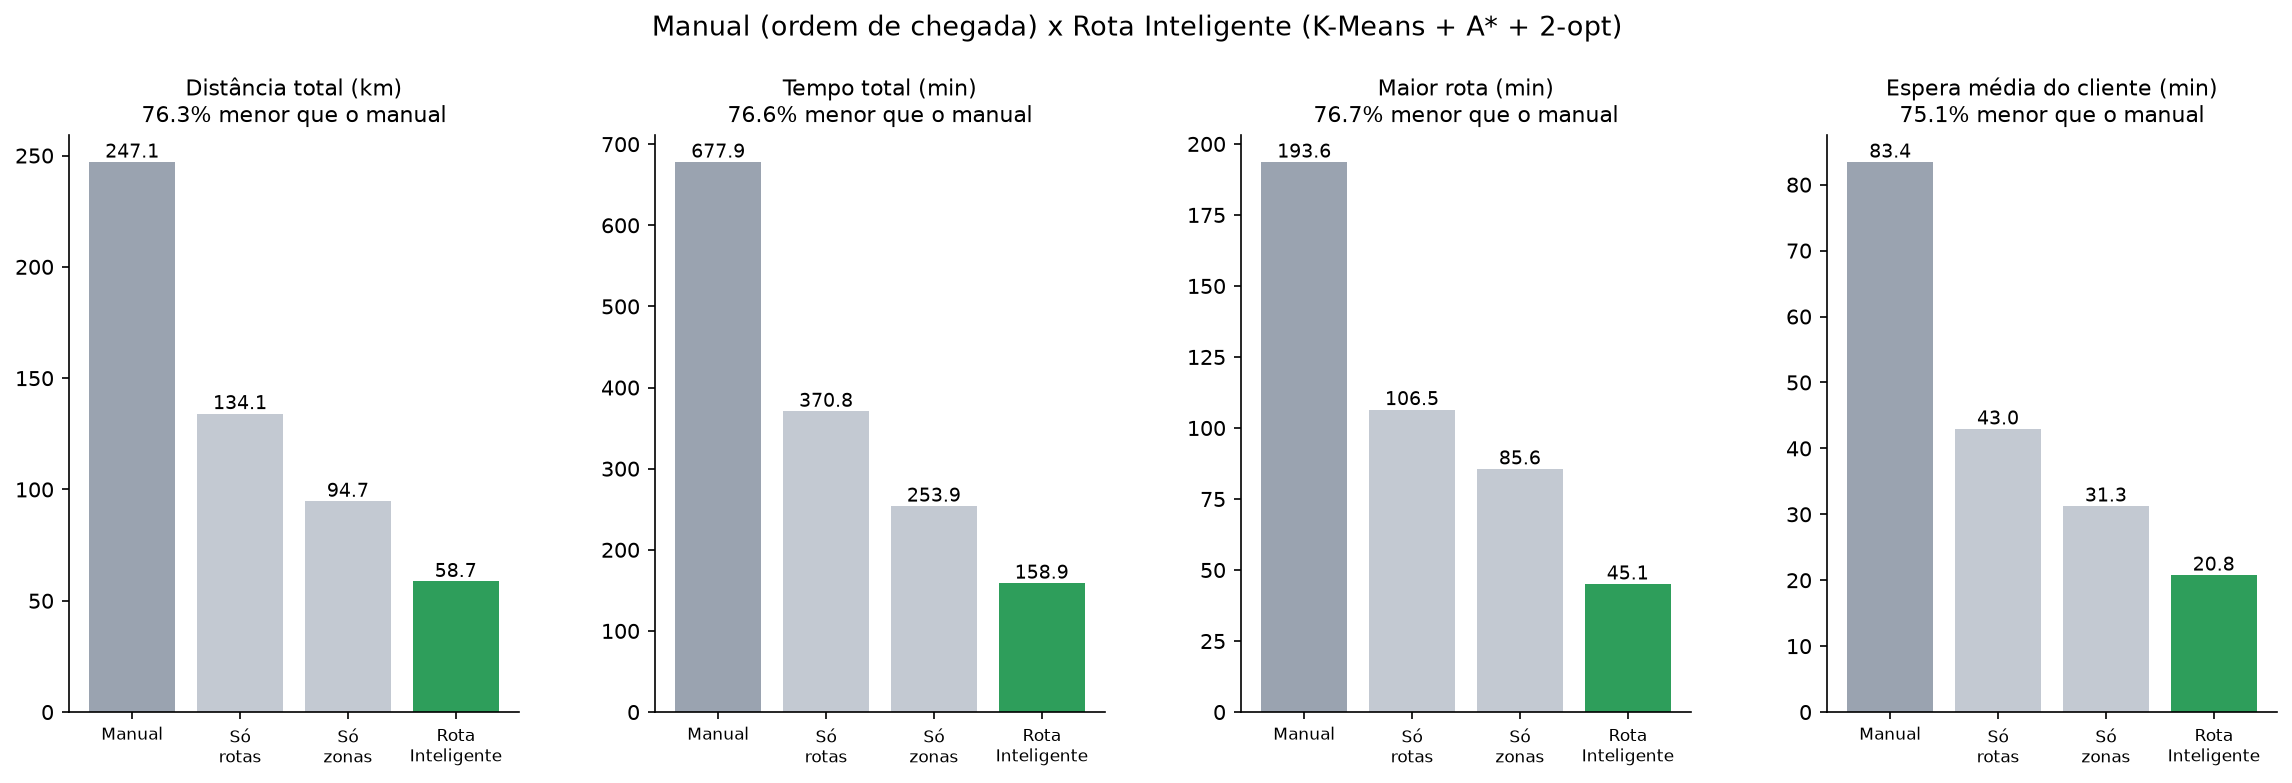 Manual (ordem de chegada) x Rota Inteligente (K-Means + A* + 2-opt)
Distância total (km)
76.3% menor que o manual
250
200
150
100
50
0
247.1
134.1
94.7
58.7
Manual
Só
rotas
Só
zonas
Rota
Inteligente
Tempo total (min)
76.6% menor que o manual
700
600
500
400
300
200
100
0
677.9
370.8
253.9
158.9
Manual
Só
rotas
Só
zonas
Rota
Inteligente
Maior rota (min)
76.7% menor que o manual
200
175
150
125
100
75
50
25
0
193.6
106.5
85.6
45.1
Manual
Só
rotas
Só
zonas
Rota
Inteligente
Espera média do cliente (min)
75.1% menor que o manual
80
70
60
50
40
30
20
10
0
83.4
43.0
31.3
20.8
Manual
Só
rotas
Só
zonas
Rota
Inteligente